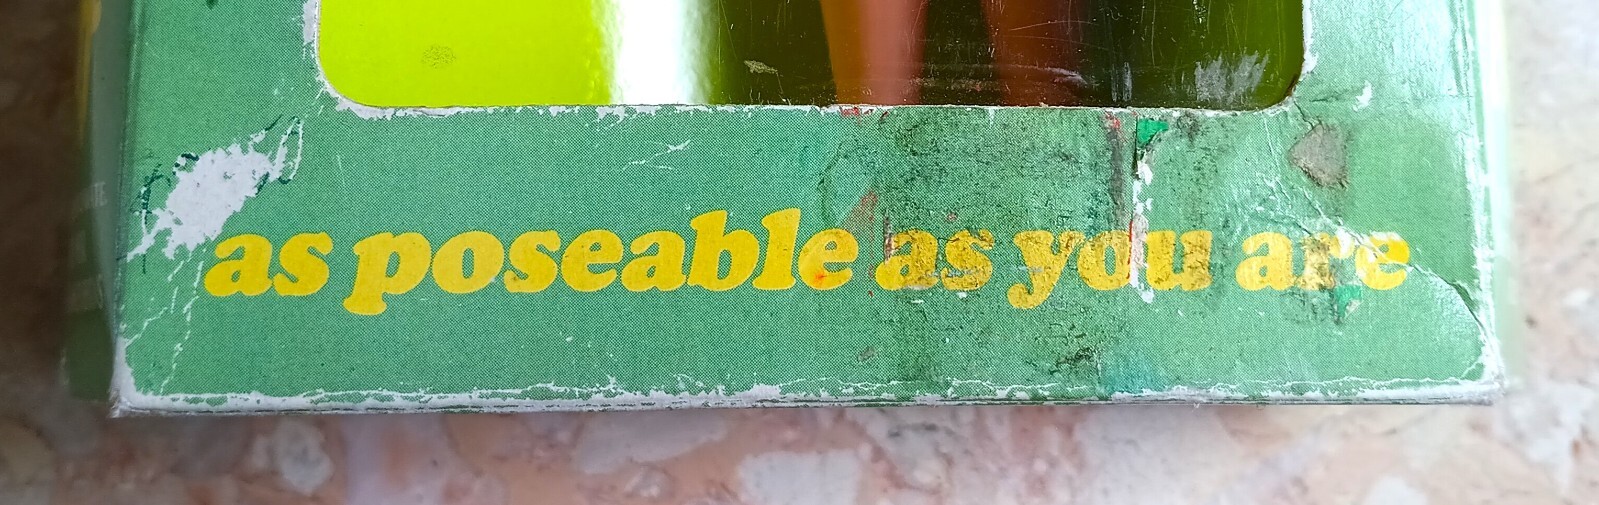 as poseable as you are